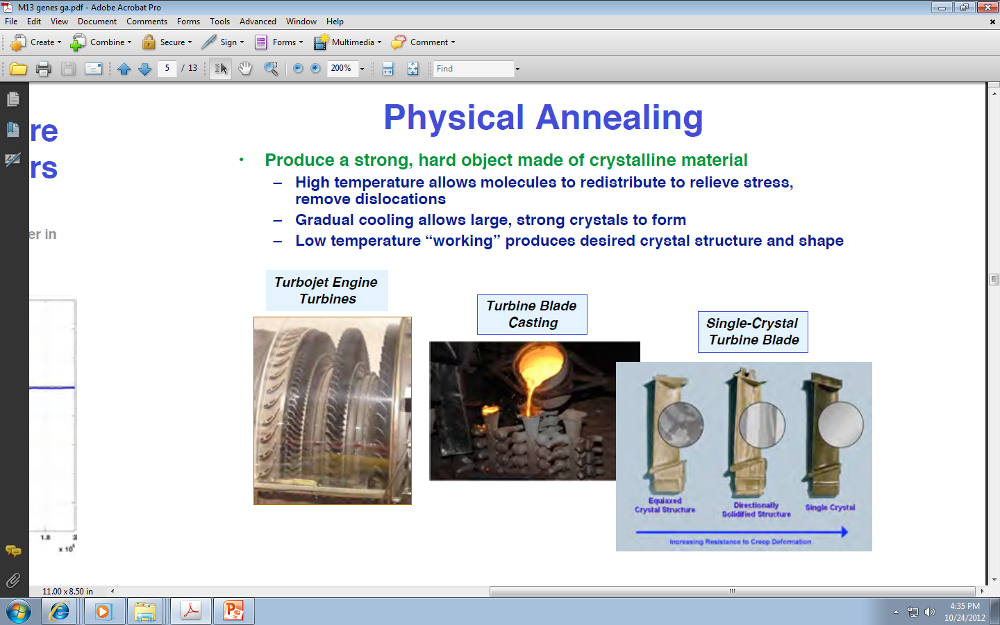 M13 genes ga.pdf - Adobe Acrobat Pro
File Edit View Document Comments Forms Tools Advanced Window Help
Create Combine Secure Sign Forms Multimedia Comment
5 / 13 200% Find
re
rs
er in
1.8 2
x 10
Physical Annealing
• Produce a strong, hard object made of crystalline material
– High temperature allows molecules to redistribute to relieve stress,
remove dislocations
– Gradual cooling allows large, strong crystals to form
– Low temperature “working” produces desired crystal structure and shape
Turbojet Engine
Turbines
Turbine Blade
Casting
Single-Crystal
Turbine Blade
Equiaxed
Crystal Structure
Directionally
Solidified Structure
Single Crystal
Increasing Resistance to Creep Deformation
11.00 x 8.50 in
4:35 PM
10/24/2012